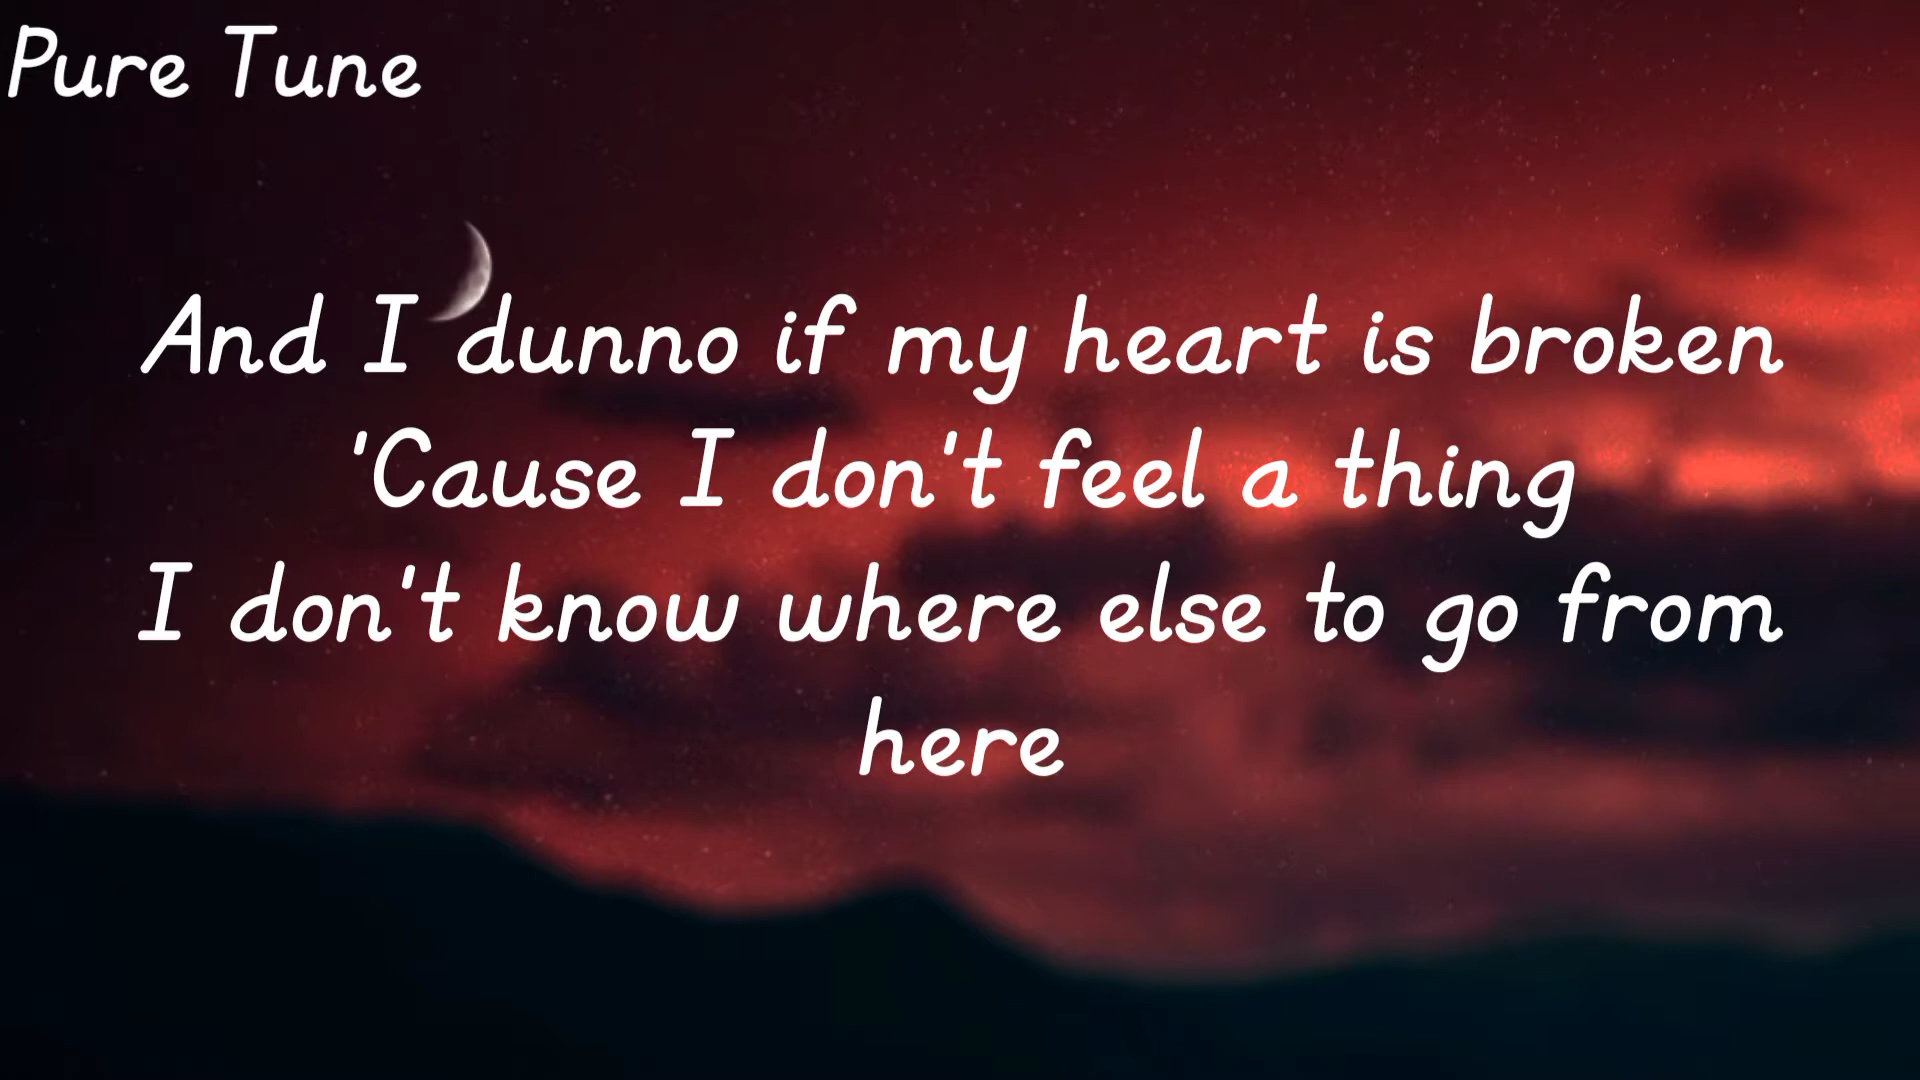 Pure Tune
And I dunno if my heart is broken
'Cause I don't feel a thing
I don't know where else to go from
here